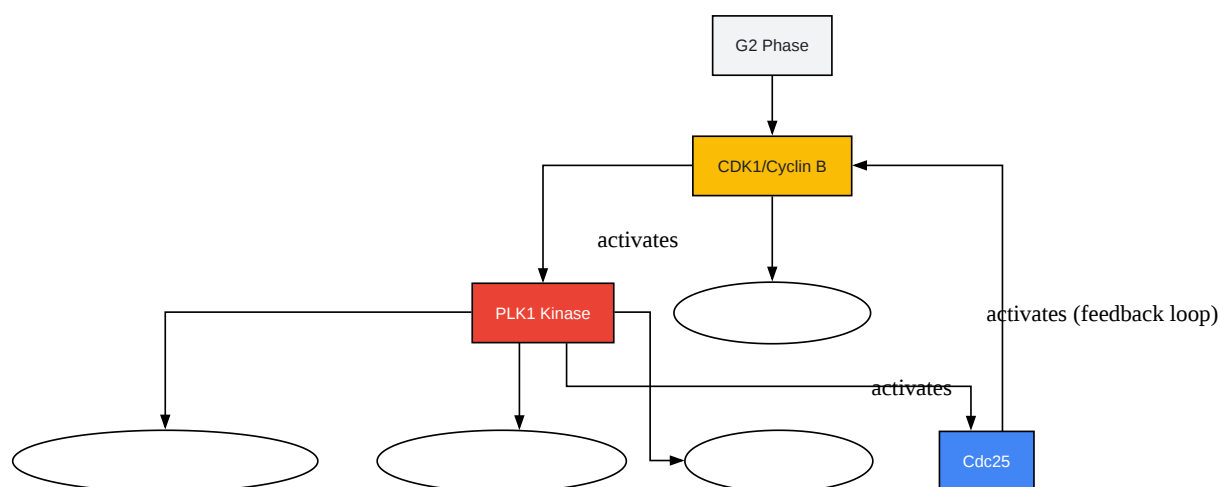 G2 Phase
CDK1/Cyclin B
activates
PLK1 Kinase
activates (feedback loop)
activates
Cdc25